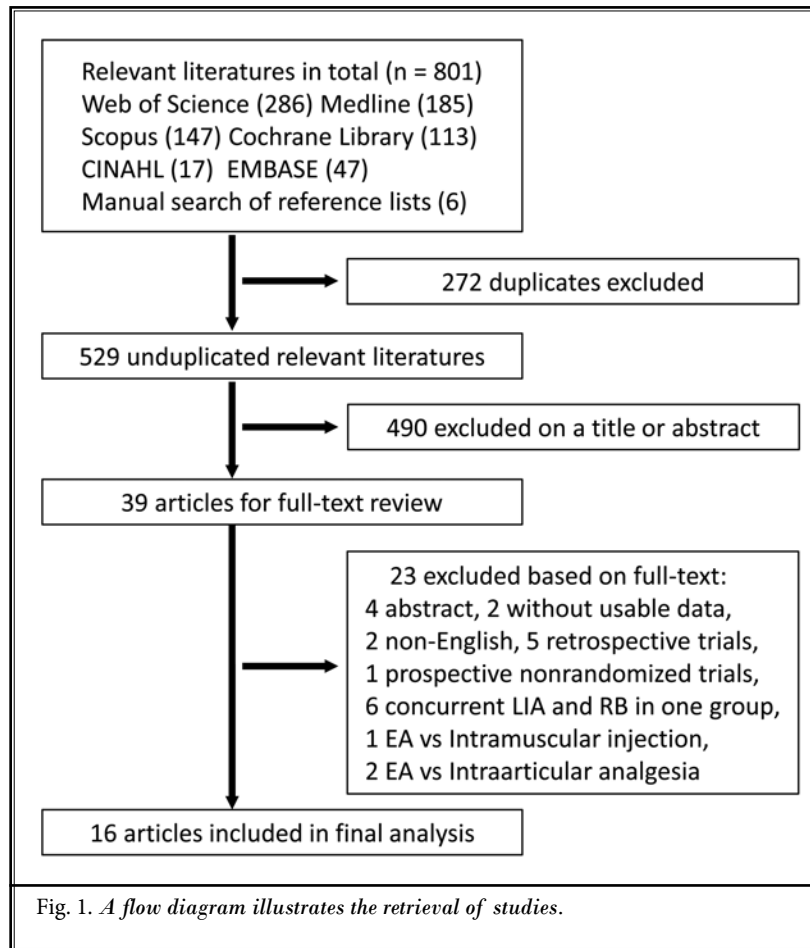 Relevant literatures in total (n = 801)
Web of Science (286) Medline (185)
Scopus (147) Cochrane Library (113)
CINAHL (17) EMBASE (47)
Manual search of reference lists (6)
272 duplicates excluded
529 unduplicated relevant literatures
490 excluded on a title or abstract
39 articles for full-text review
23 excluded based on full-text:
4 abstract, 2 without usable data,
2 non-English, 5 retrospective trials,
1 prospective nonrandomized trials,
6 concurrent LIA and RB in one group,
1 EA vs Intramuscular injection,
2 EA vs Intraarticular analgesia
16 articles included in final analysis
Fig. 1. A flow diagram illustrates the retrieval of studies.